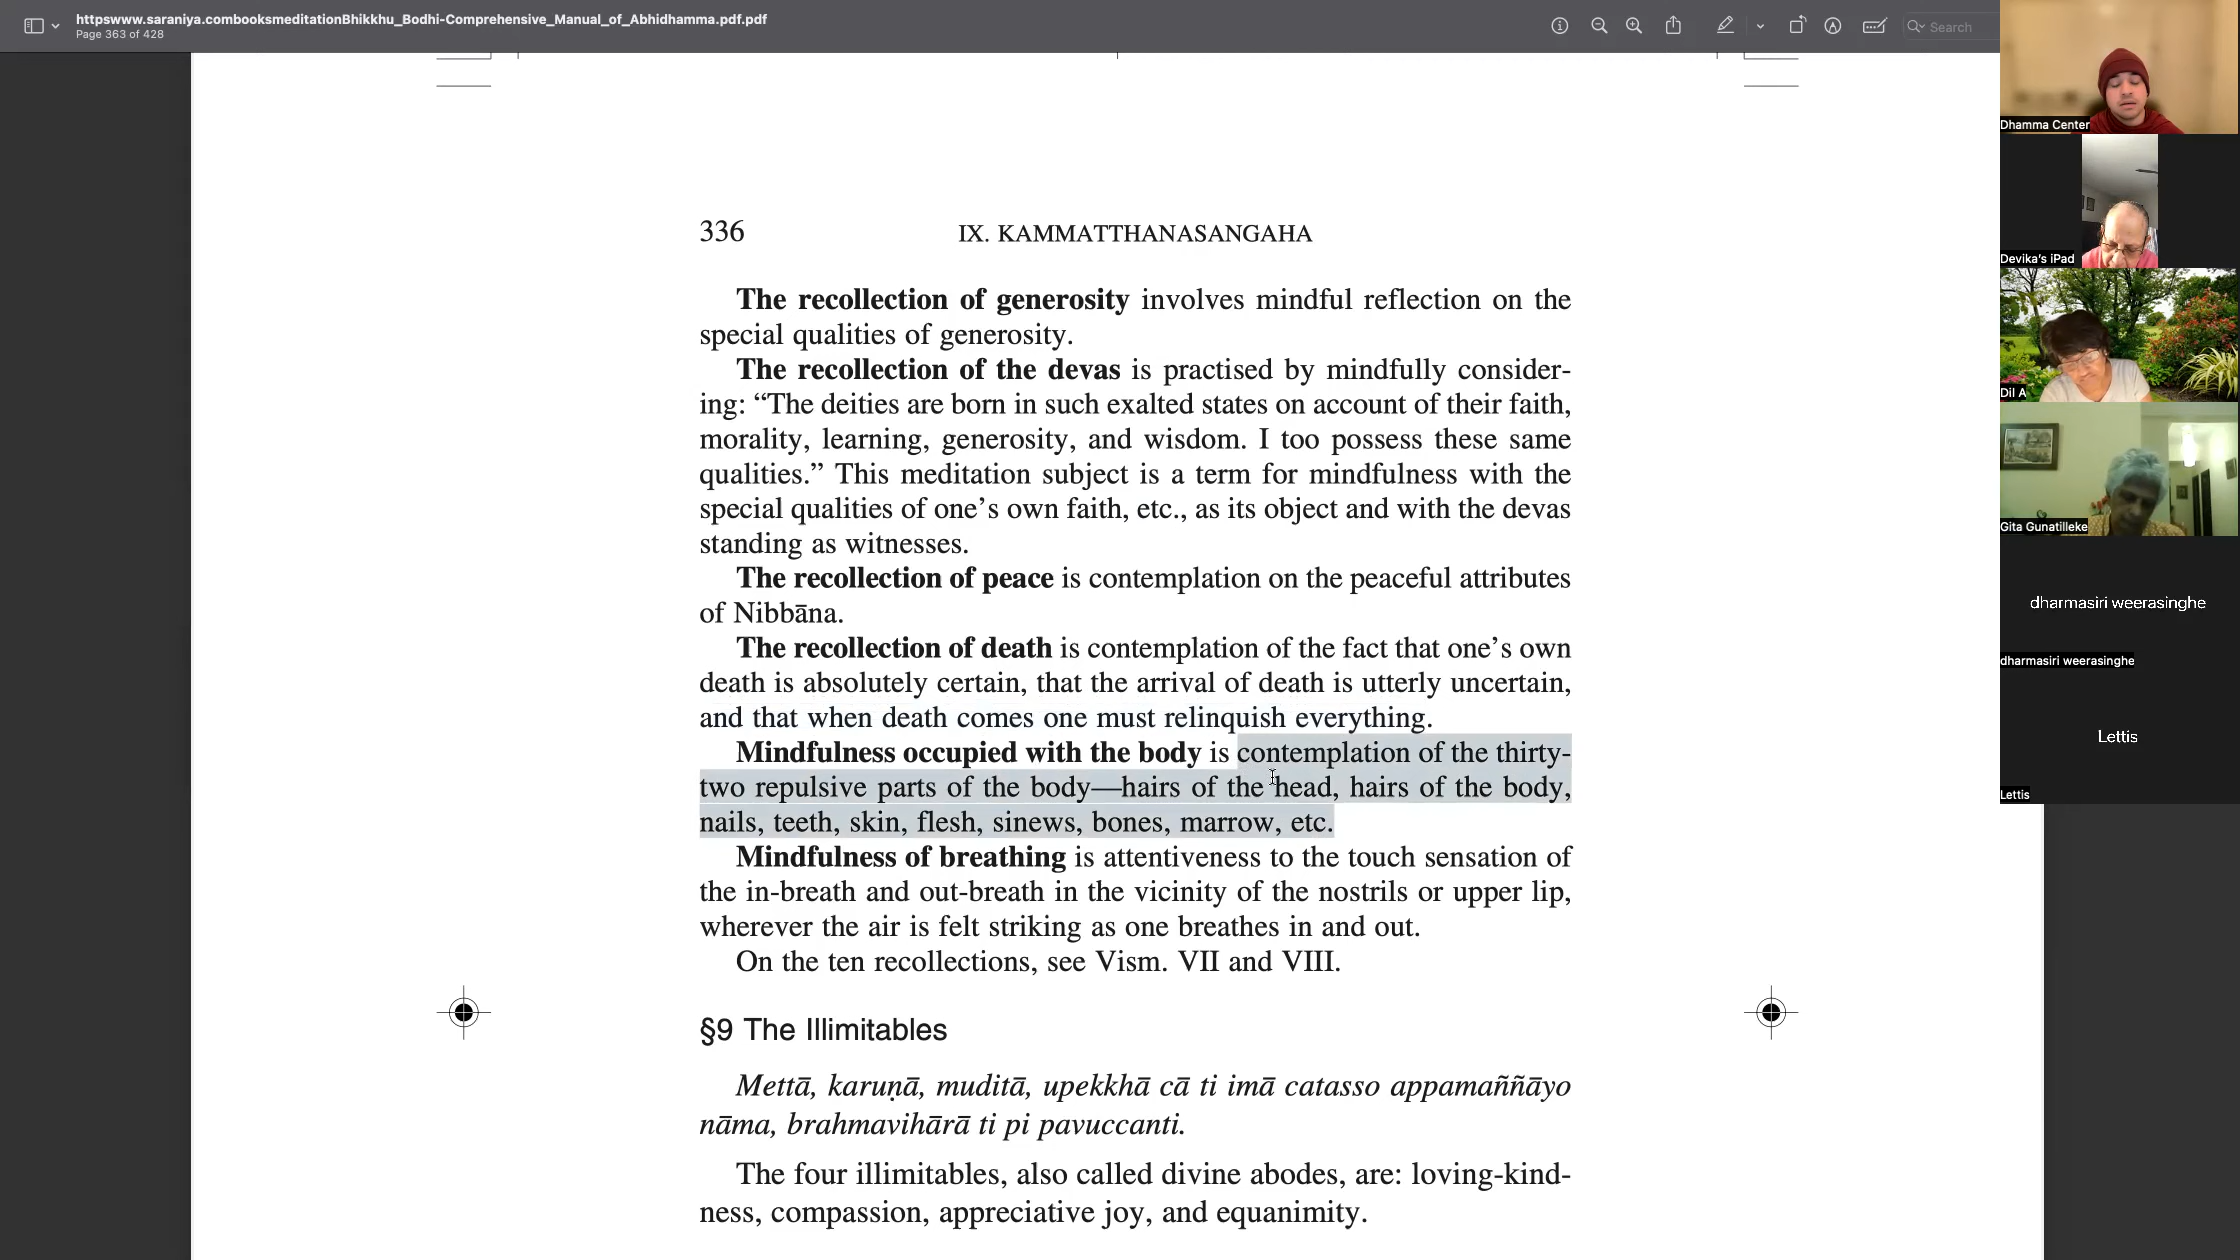 httpswww.saraniya.combooksmeditationBhikkhu_Bodhi-Comprehensive_Manual_of_Abhidhamma.pdf.pdf
Page 363 of 428
Search
336
IX. KAMMATTHANASANGAHA
The recollection of generosity involves mindful reflection on the
special qualities of generosity.
The recollection of the devas is practised by mindfully consider-
ing: “The deities are born in such exalted states on account of their faith,
morality, learning, generosity, and wisdom. I too possess these same
qualities.” This meditation subject is a term for mindfulness with the
special qualities of one’s own faith, etc., as its object and with the devas
standing as witnesses.
The recollection of peace is contemplation on the peaceful attributes
of Nibbāna.
The recollection of death is contemplation of the fact that one’s own
death is absolutely certain, that the arrival of death is utterly uncertain,
and that when death comes one must relinquish everything.
Mindfulness occupied with the body is contemplation of the thirty-
two repulsive parts of the body—hairs of the head, hairs of the body,
nails, teeth, skin, flesh, sinews, bones, marrow, etc.
Mindfulness of breathing is attentiveness to the touch sensation of
the in-breath and out-breath in the vicinity of the nostrils or upper lip,
wherever the air is felt striking as one breathes in and out.
On the ten recollections, see Vism. VII and VIII.
§9 The Illimitables
Mettā, karuṇā, muditā, upekkhā cā ti imā catasso appamaññāyo
nāma, brahmavihārā ti pi pavuccanti.
The four illimitables, also called divine abodes, are: loving-kind-
ness, compassion, appreciative joy, and equanimity.
Dhamma Center
Devika’s iPad
Dil A
Gita Gunatilleke
dharmasiri weerasinghe
dharmasiri weerasinghe
Lettis
Lettis